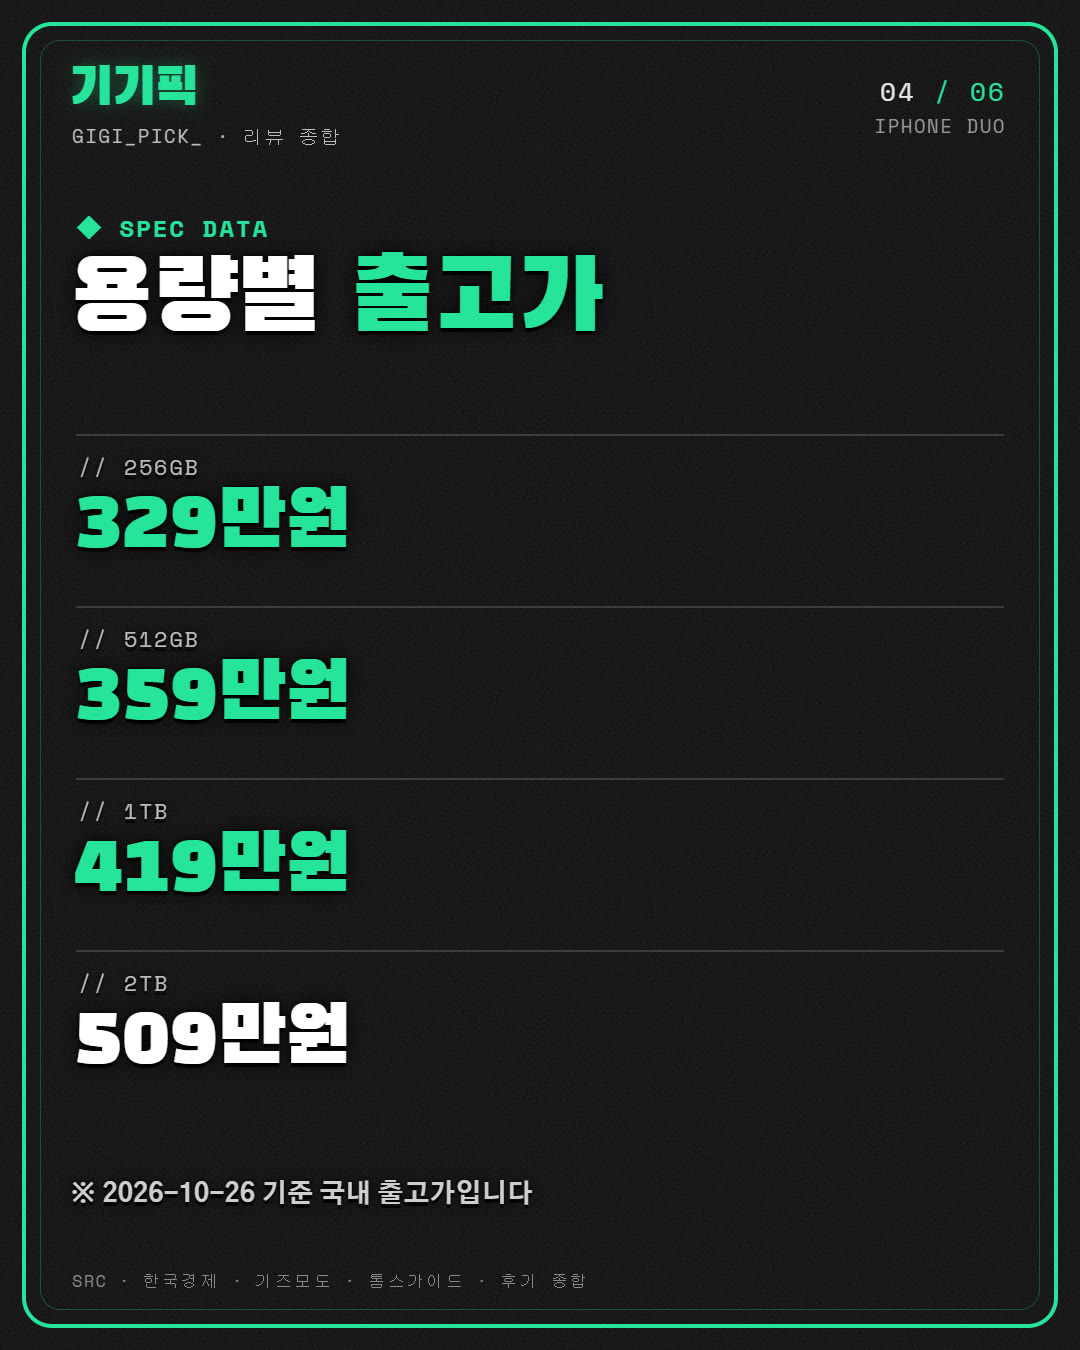 기기픽
GIGI_PICK_ · 리뷰 종합
04 / 06
IPHONE DUO
◆ SPEC DATA
용량별 출고가
// 256GB
329만원
// 512GB
359만원
// 1TB
419만원
// 2TB
509만원
※ 2026-10-26 기준 국내 출고가입니다
SRC · 한국경제 · 기즈모도 · 톰스가이드 · 후기 종합